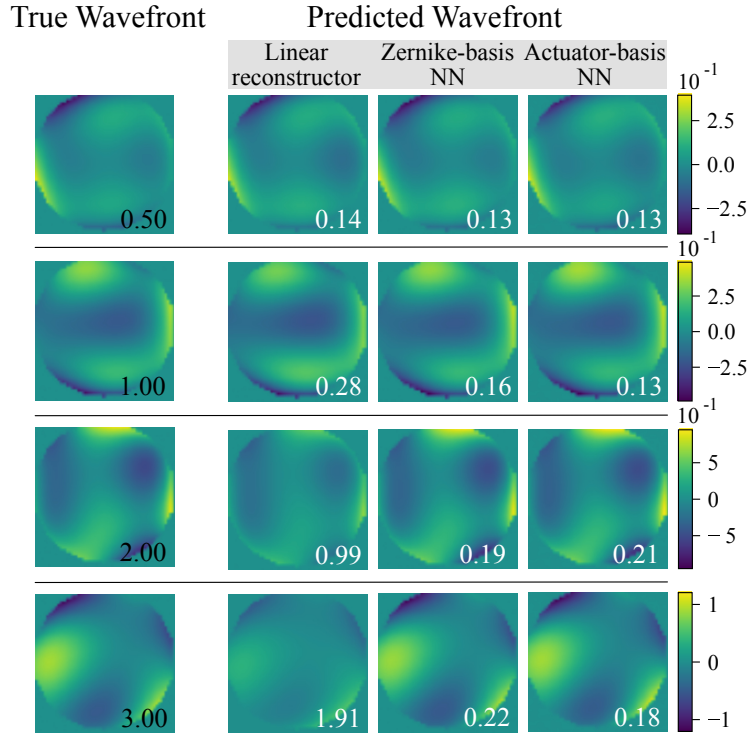 True Wavefront Predicted Wavefront
Linear reconstructor Zernike-basis NN Actuator-basis NN
10⁻¹
2.5
0.0
−2.5
0.50 0.14 0.13 0.13
10⁻¹
2.5
0.0
−2.5
1.00 0.28 0.16 0.13
10⁻¹
5
0
−5
2.00 0.99 0.19 0.21
1
0
−1
3.00 1.91 0.22 0.18